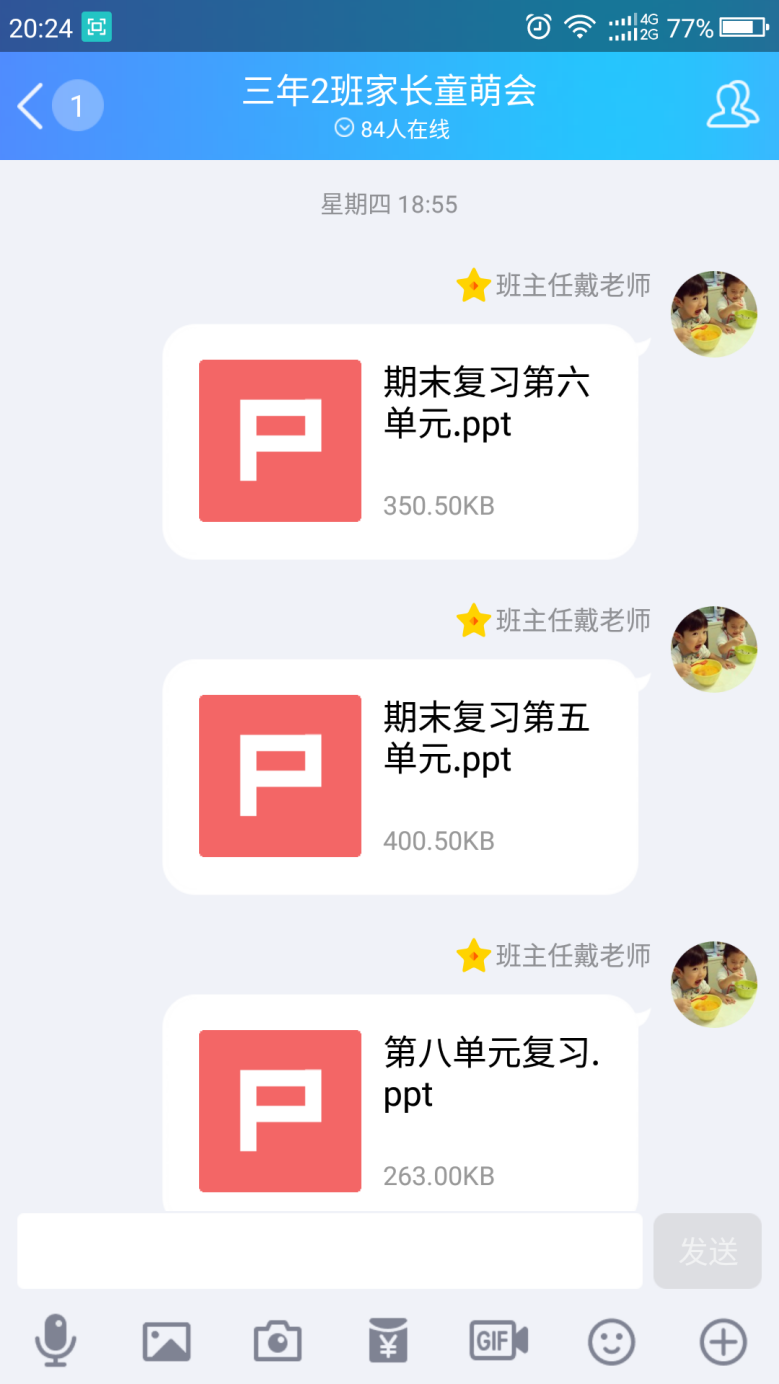 20:24
4G
2G
77%
1
三年2班家长童萌会
84人在线
星期四 18:55
班主任戴老师
期末复习第六
单元.ppt
350.50KB
班主任戴老师
期末复习第五
单元.ppt
400.50KB
班主任戴老师
第八单元复习.
ppt
263.00KB
发送
GIF